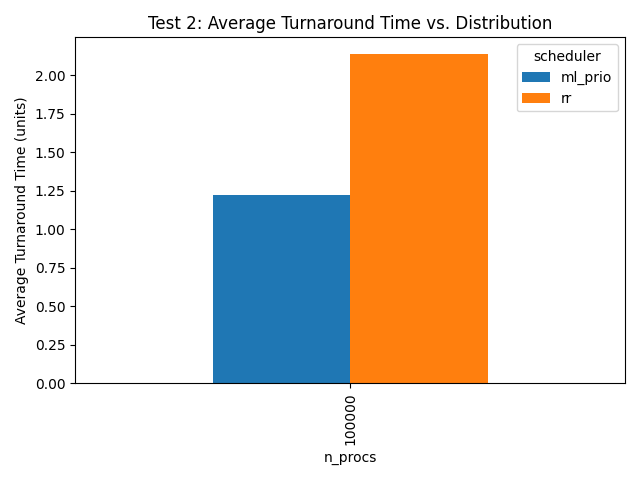 Test 2: Average Turnaround Time vs. Distribution
scheduler
ml_prio
rr
Average Turnaround Time (units)
2.00
1.75
1.50
1.25
1.00
0.75
0.50
0.25
0.00
100000
n_procs